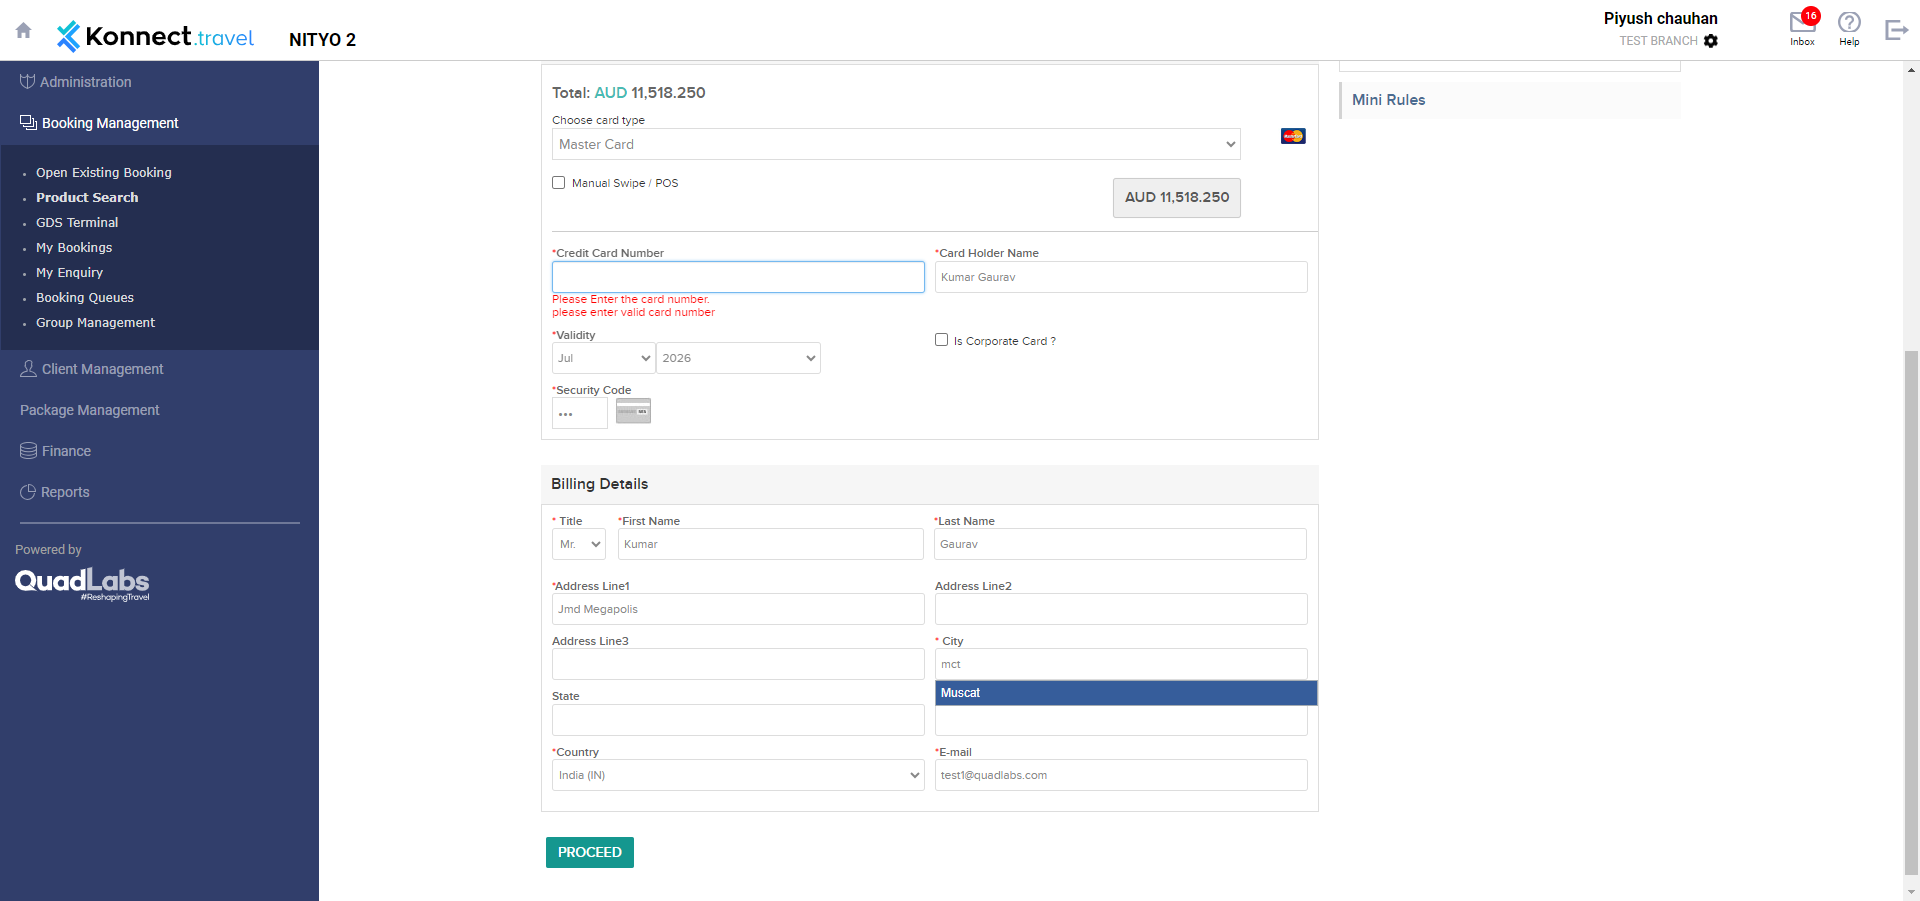 Konnect.travel
NITYO 2
Piyush chauhan
TEST BRANCH
16
Inbox
Help
Administration
Booking Management
Open Existing Booking
Product Search
GDS Terminal
My Bookings
My Enquiry
Booking Queues
Group Management
Client Management
Package Management
Finance
Reports
Powered by
QuadLabs
#ReshapingTravel
Total: AUD 11,518.250
Choose card type
Master Card
Manual Swipe / POS
AUD 11,518.250
*Credit Card Number
*Card Holder Name
Kumar Gaurav
Please Enter the card number.
please enter valid card number
*Validity
Jul
2026
Is Corporate Card ?
*Security Code
Billing Details
* Title
*First Name
*Last Name
Mr.
Kumar
Gaurav
*Address Line1
Address Line2
Jmd Megapolis
Address Line3
* City
mct
Muscat
State
*Country
*E-mail
India (IN)
test1@quadlabs.com
PROCEED
Mini Rules